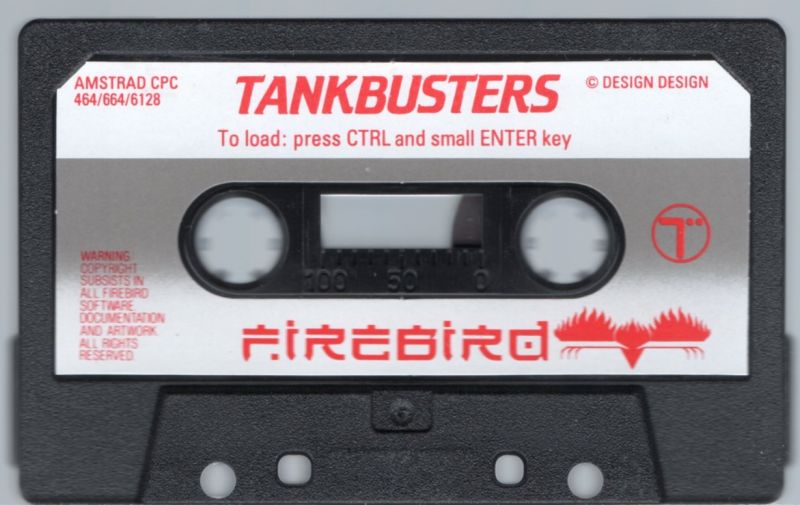 AMSTRAD CPC
464/664/6128
TANKBUSTERS
© DESIGN DESIGN
To load: press CTRL and small ENTER key
WARNING
COPYRIGHT
SUBSISTS IN
ALL FIREBIRD
SOFTWARE
DOCUMENTATION
AND ARTWORK
ALL RIGHTS
RESERVED
100 50 0
FIREBIRD